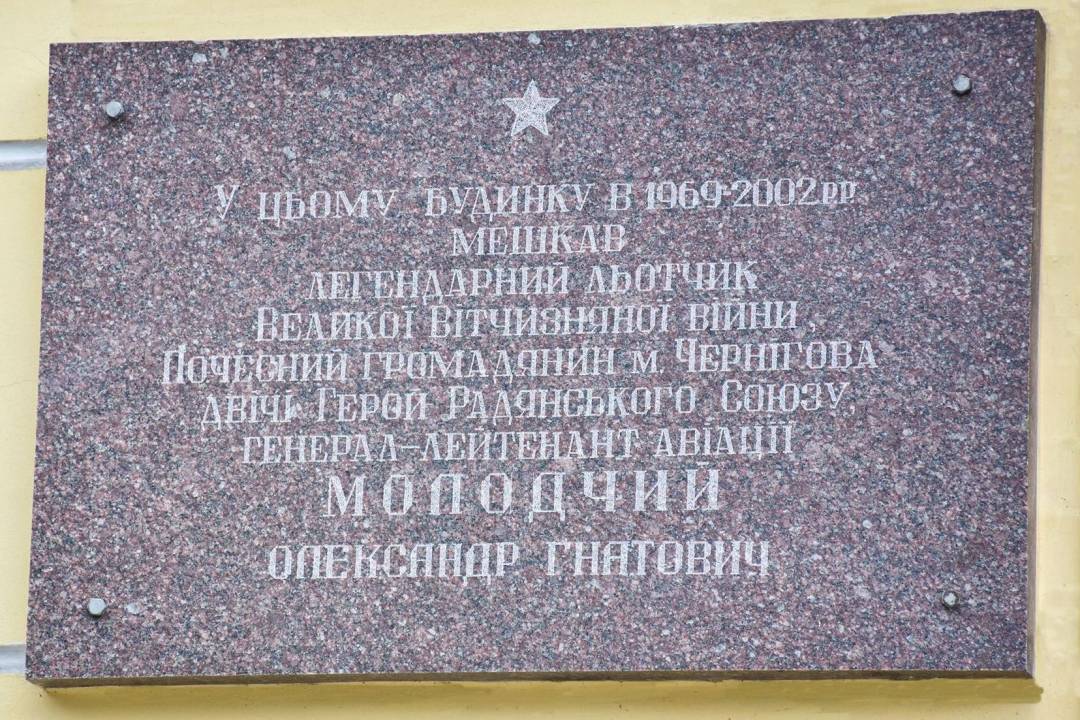 У цьому будинку в 1969-2002 р.р.
мешкав
легендарний льотчик
Великої Вітчизняної війни,
Почесний громадянин м. Чернігова
двічі Герой Радянського Союзу,
генерал-лейтенант авіації
МОЛОДЧИЙ
ОЛЕКСАНДР ГНАТОВИЧ